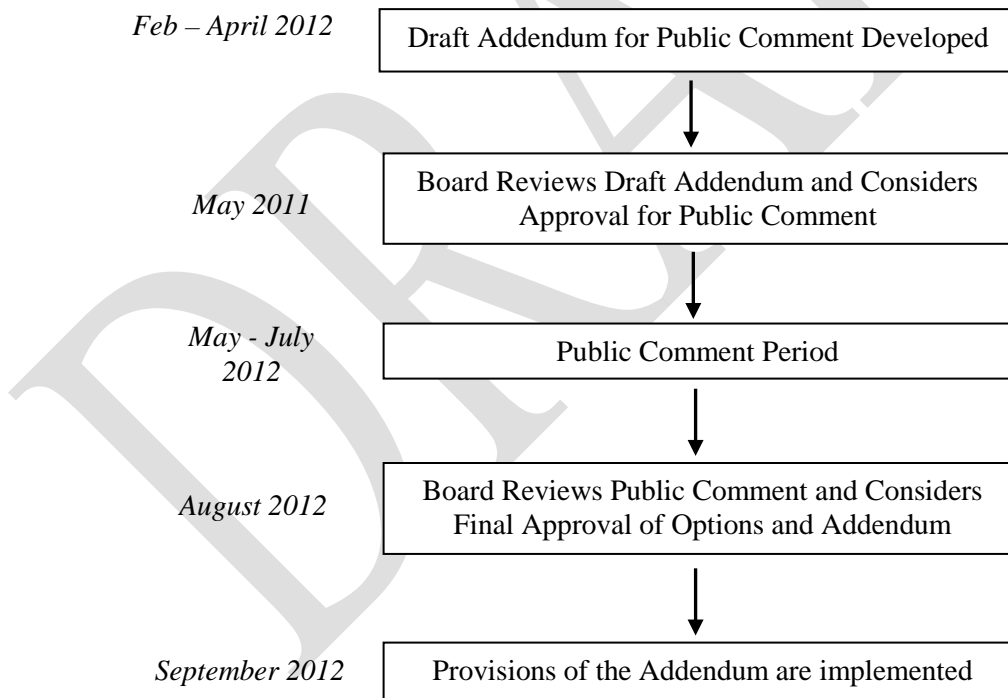 Feb – April 2012
Draft Addendum for Public Comment Developed
May 2011
Board Reviews Draft Addendum and Considers
Approval for Public Comment
May - July
2012
Public Comment Period
August 2012
Board Reviews Public Comment and Considers
Final Approval of Options and Addendum
September 2012
Provisions of the Addendum are implemented
DRA